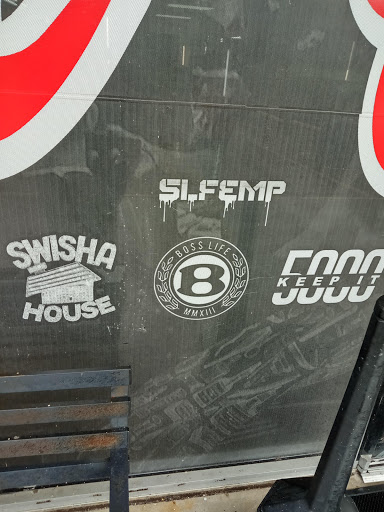 SLFEMP
SWISHA
HOUSE
BOSS LIFE
B
MMXIII
5000
KEEP IT